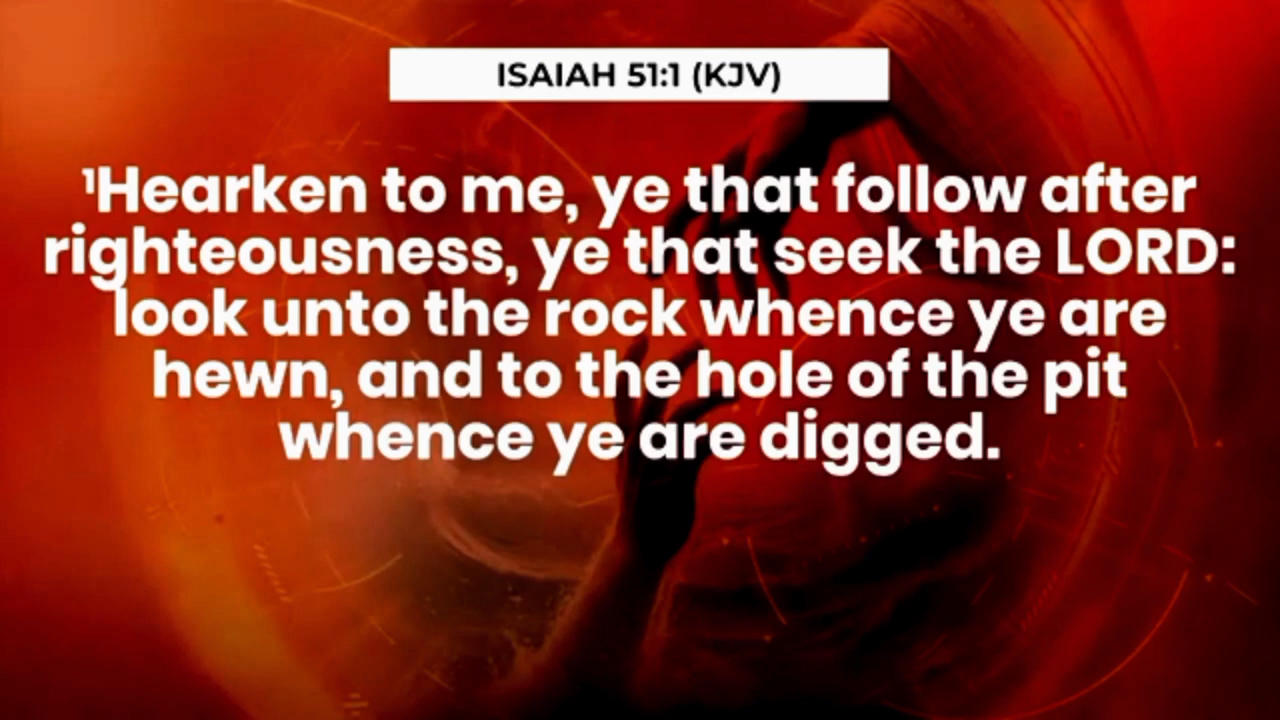 ISAIAH 51:1 (KJV)
¹Hearken to me, ye that follow after
righteousness, ye that seek the LORD:
look unto the rock whence ye are
hewn, and to the hole of the pit
whence ye are digged.